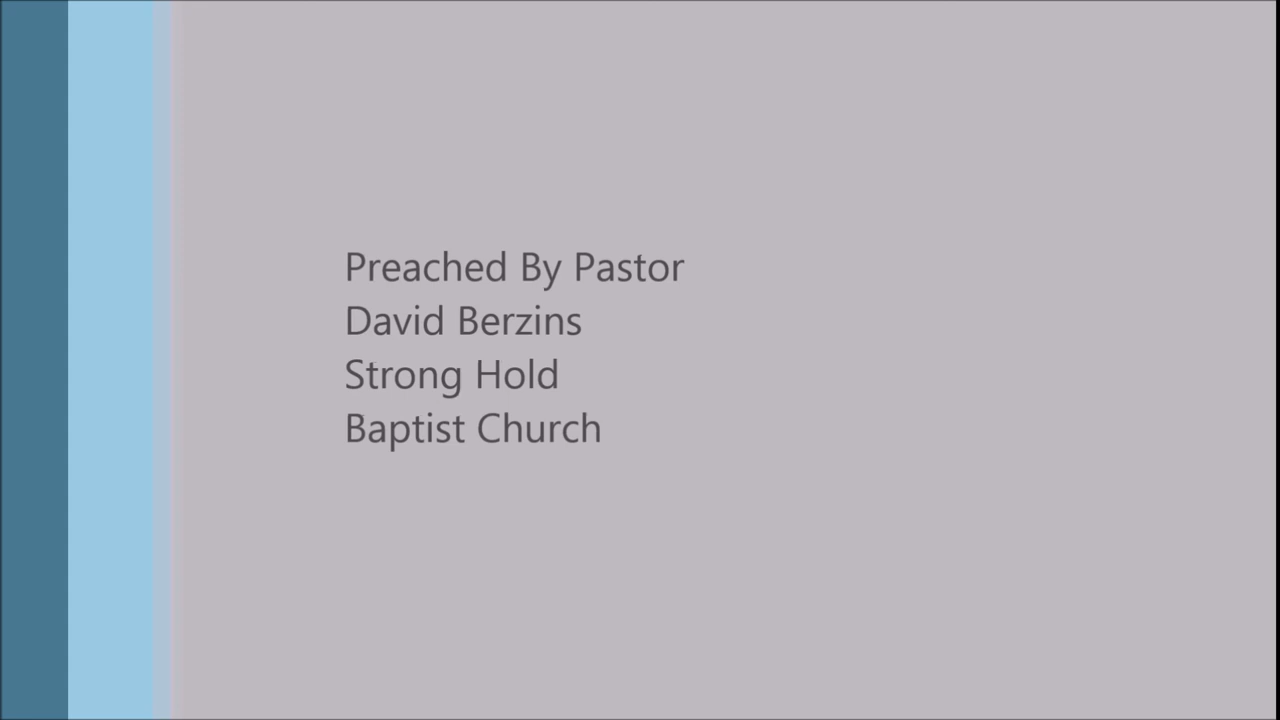 Preached By Pastor
David Berzins
Strong Hold
Baptist Church